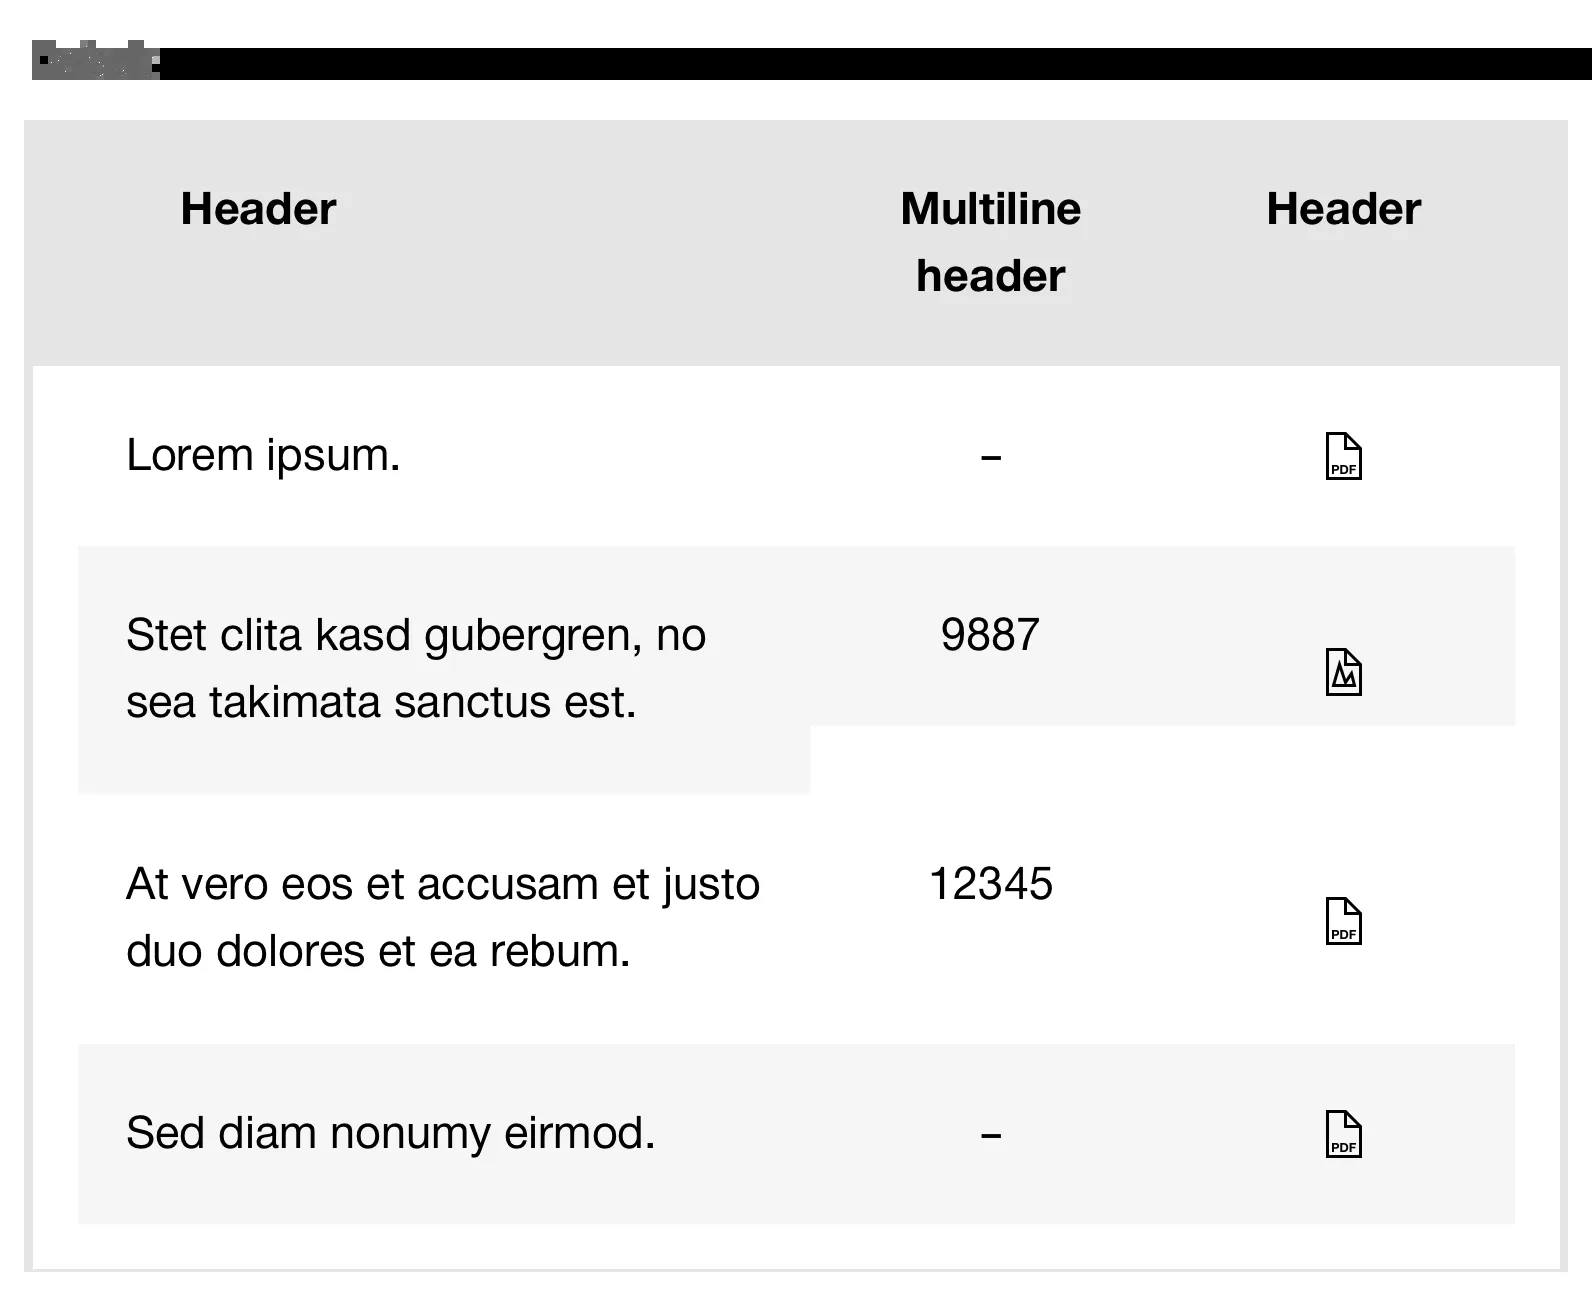 Header Multiline Header
header
Lorem ipsum. – PDF
Stet clita kasd gubergren, no 9887
sea takimata sanctus est.
At vero eos et accusam et justo 12345
PDF
duo dolores et ea rebum.
Sed diam nonumy eirmod. – PDF